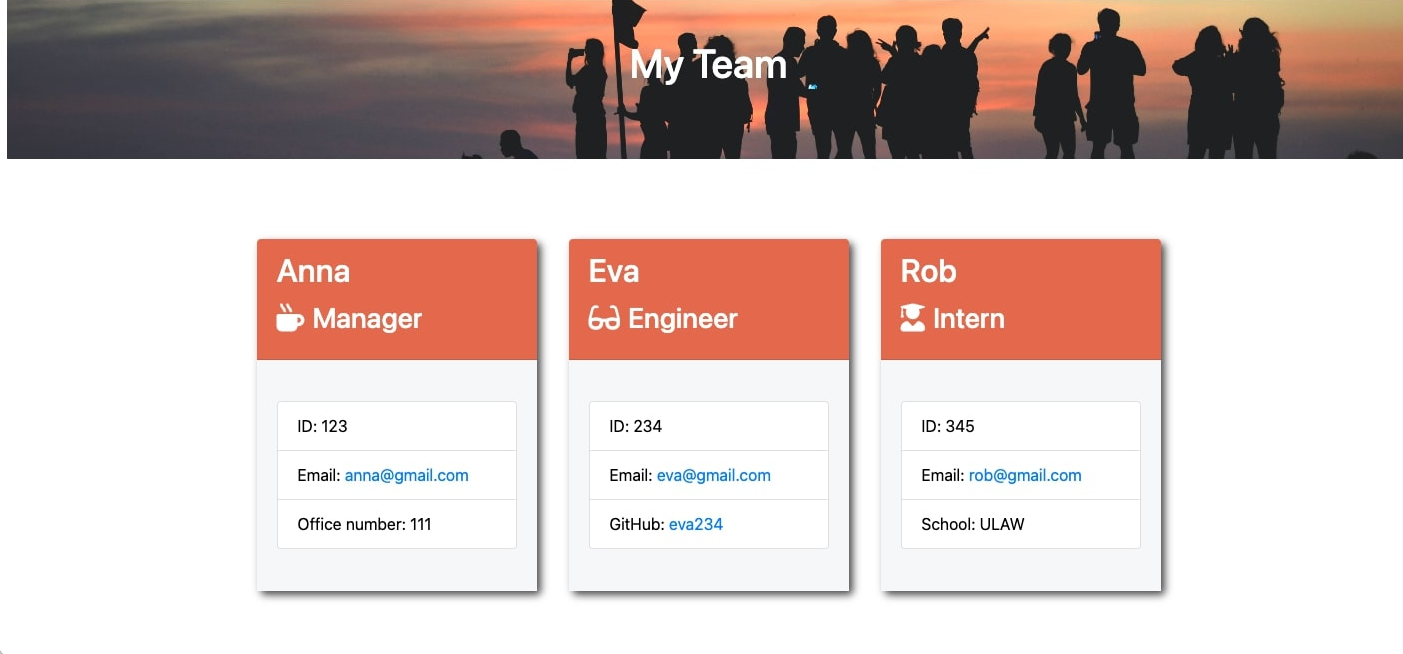 My Team
Anna
Manager
ID: 123
Email: anna@gmail.com
Office number: 111
Eva
Engineer
ID: 234
Email: eva@gmail.com
GitHub: eva234
Rob
Intern
ID: 345
Email: rob@gmail.com
School: ULAW